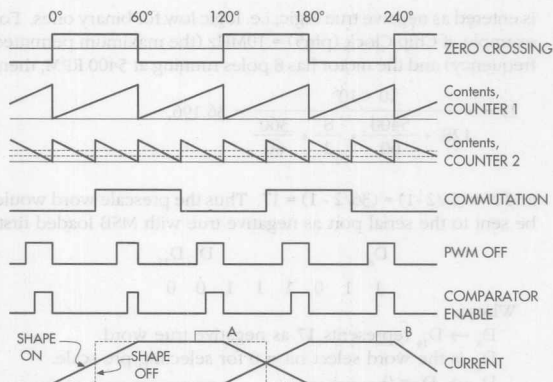 0° 60° 120° 180° 240°
ZERO CROSSING
Contents,
COUNTER 1
Contents,
COUNTER 2
COMMUTATION
PWM OFF
COMPARATOR
ENABLE
SHAPE
ON
SHAPE
OFF
A
B
CURRENT